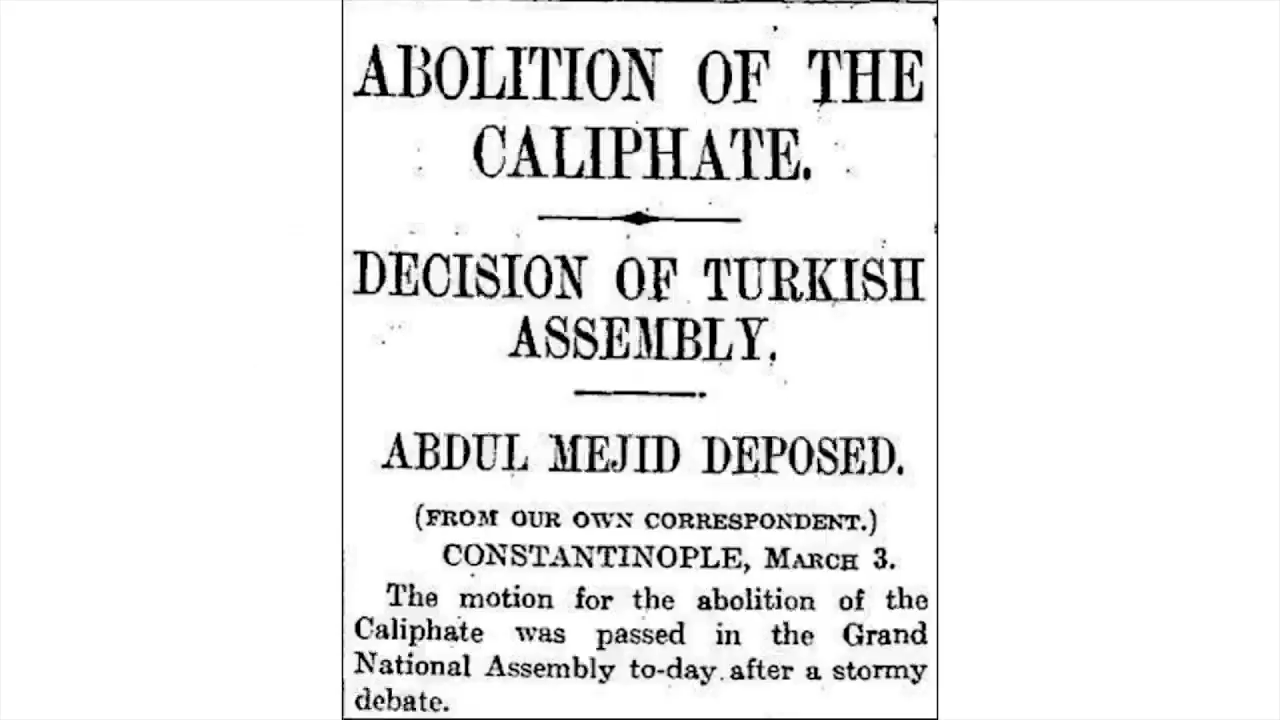 ABOLITION OF THE
CALIPHATE.
DECISION OF TURKISH
ASSEMBLY.
ABDUL MEJID DEPOSED.
(FROM OUR OWN CORRESPONDENT.)
CONSTANTINOPLE, MARCH 3.
The motion for the abolition of the
Caliphate was passed in the Grand
National Assembly to-day after a stormy
debate.